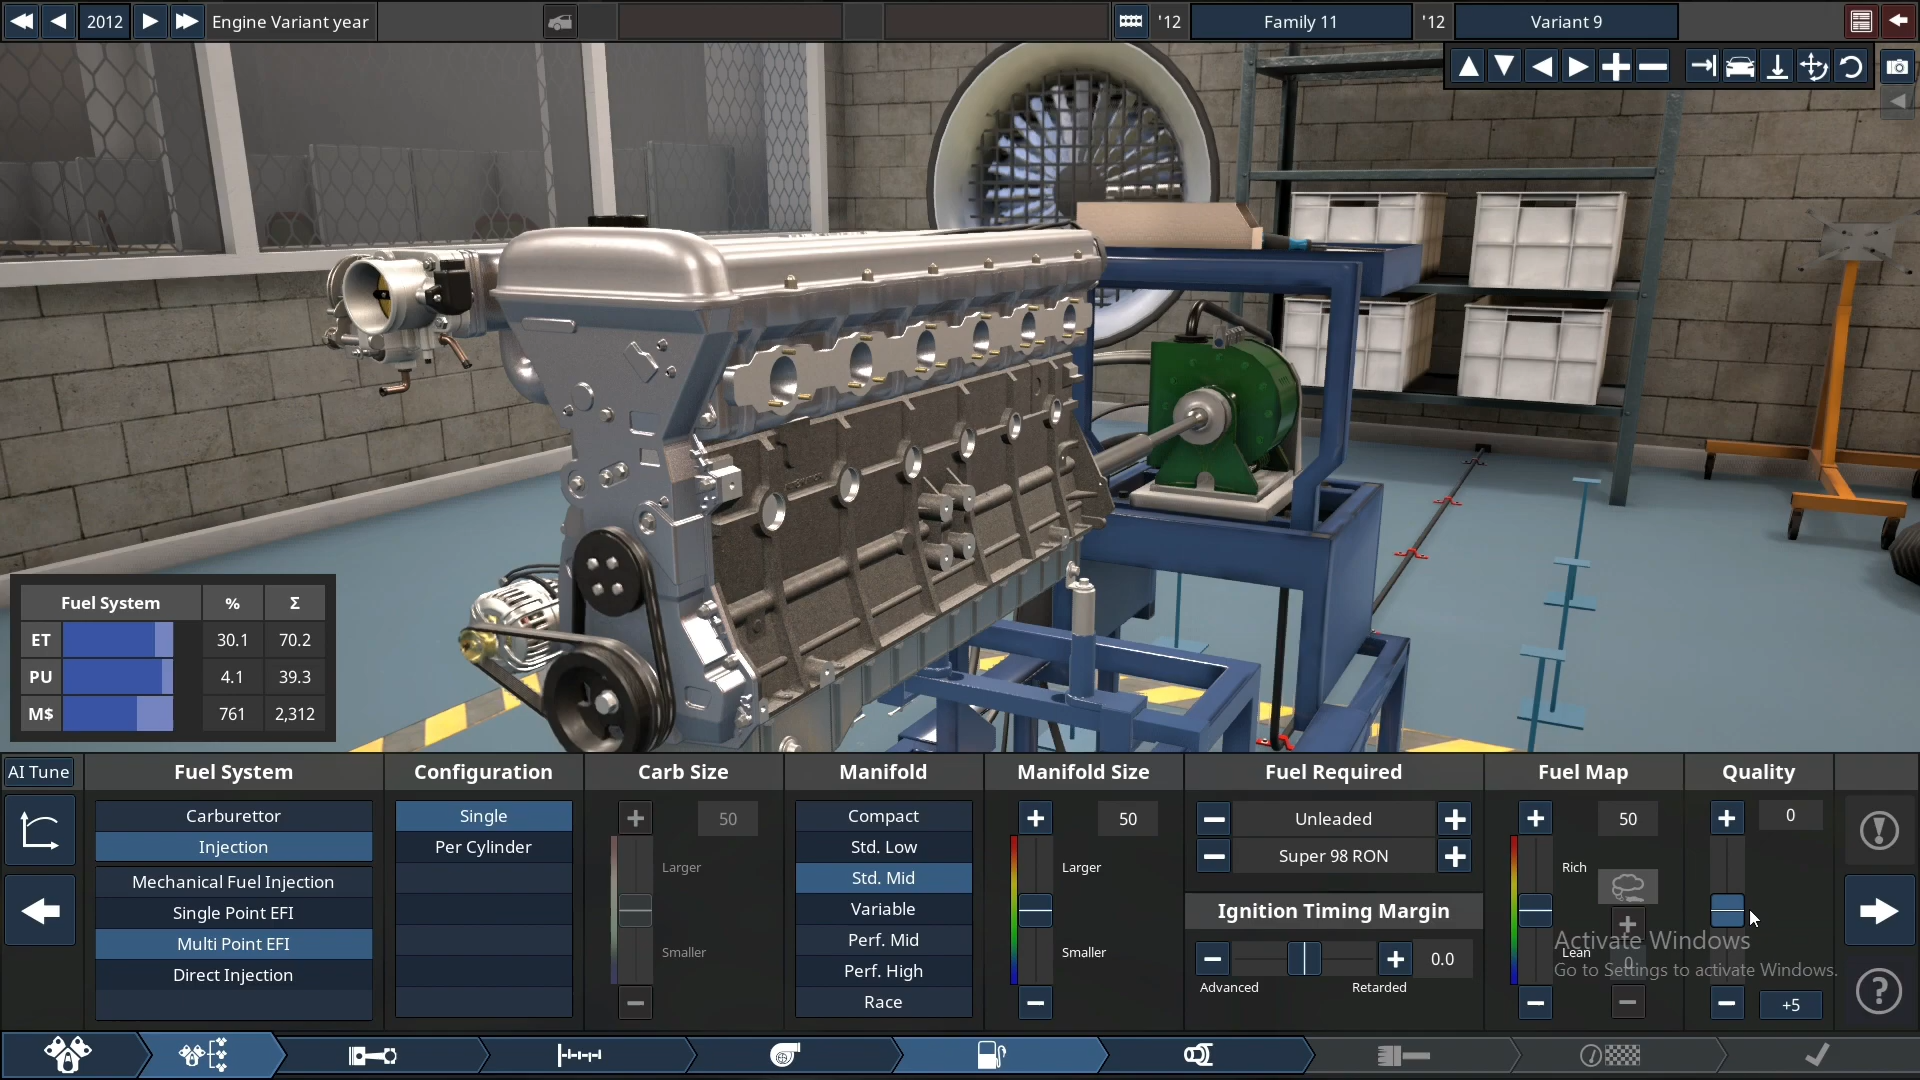 2012 Engine Variant year '12 Family 11 '12 Variant 9
Fuel System % Σ
ET 30.1 70.2
PU 4.1 39.3
M$ 761 2,312
AI Tune
Fuel System
Carburettor
Injection
Mechanical Fuel Injection
Single Point EFI
Multi Point EFI
Direct Injection
Configuration
Single
Per Cylinder
Carb Size
+ 50
Larger
Smaller
−
Manifold
Compact
Std. Low
Std. Mid
Variable
Perf. Mid
Perf. High
Race
Manifold Size
+ 50
Larger
Smaller
−
Fuel Required
− Unleaded +
− Super 98 RON +
Ignition Timing Margin
− + 0.0
Advanced Retarded
Fuel Map
+ 50
Rich
+
Lean 0
− −
Quality
+ 0
− +5
Activate Windows
Go to Settings to activate Windows.
!
?